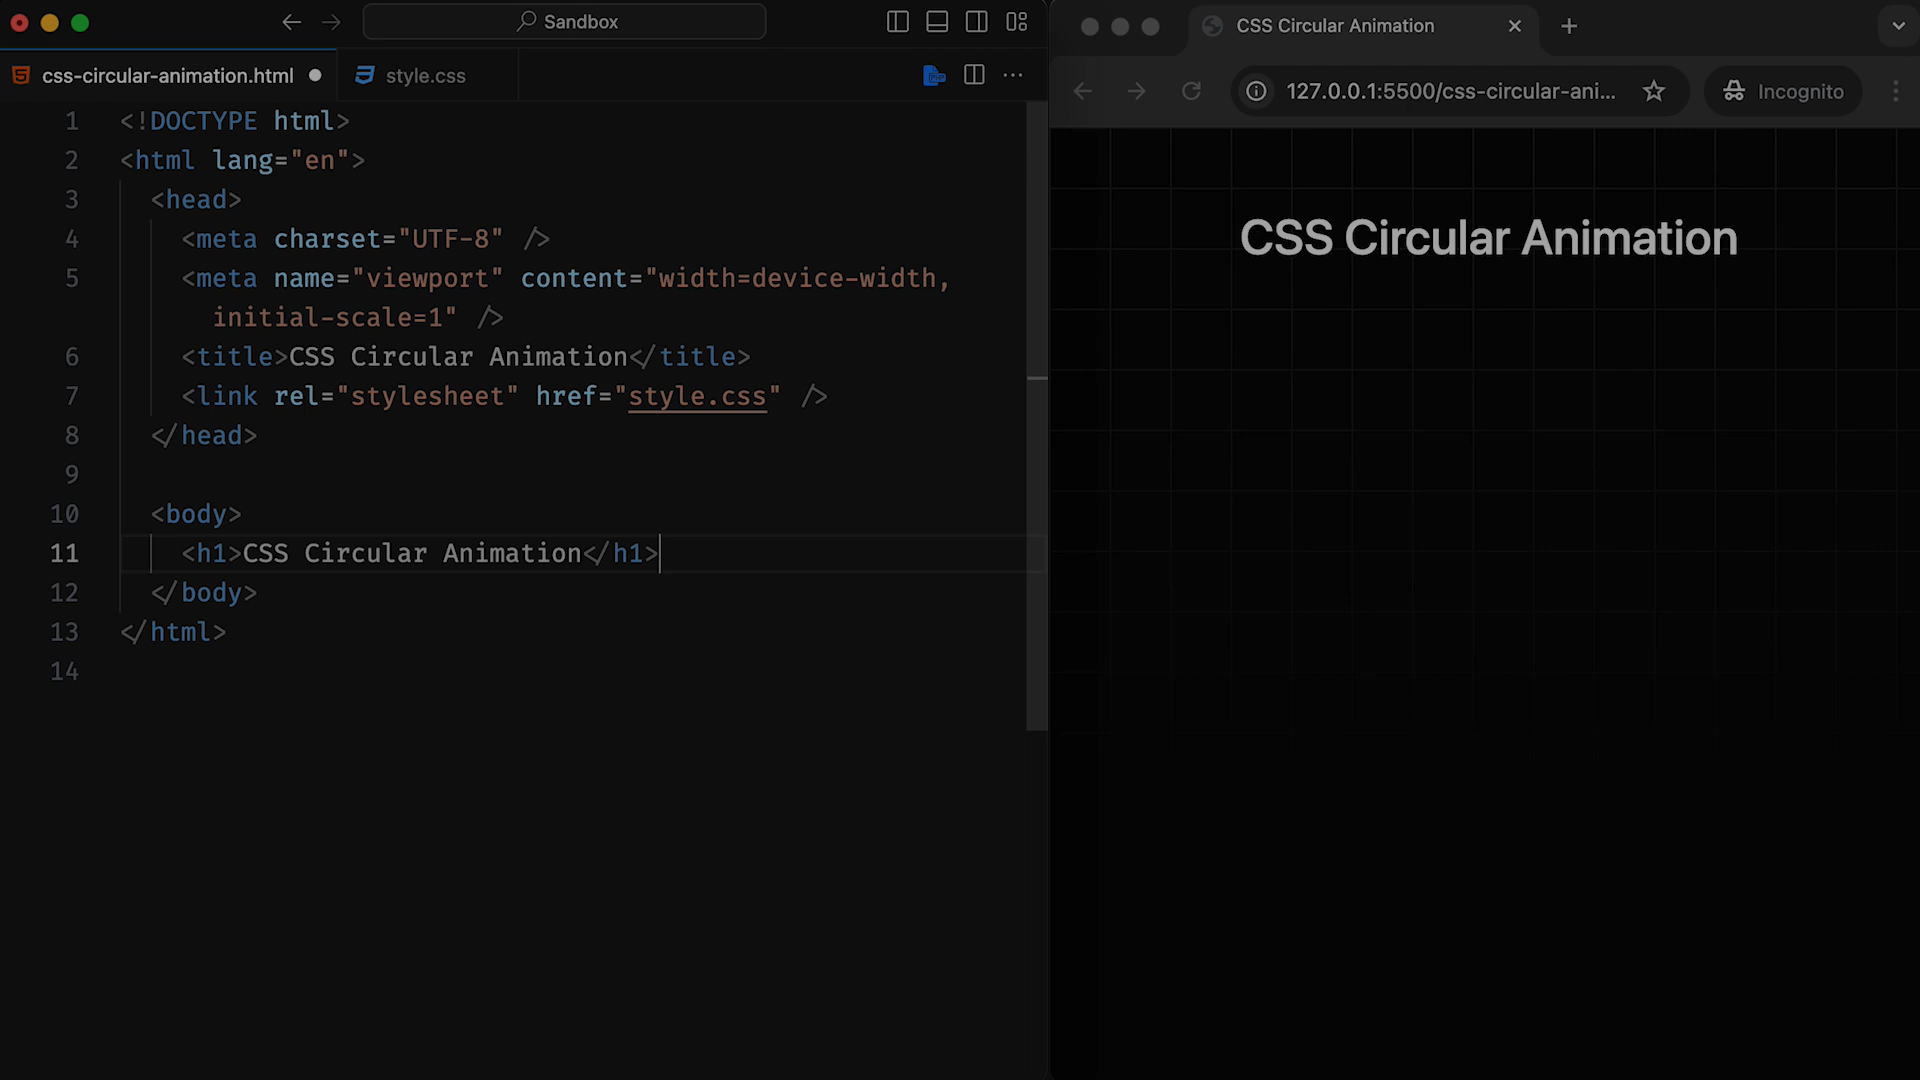 Sandbox
css-circular-animation.html
style.css
1 <!DOCTYPE html>
2 <html lang="en">
3 <head>
4 <meta charset="UTF-8" />
5 <meta name="viewport" content="width=device-width,
initial-scale=1" />
6 <title>CSS Circular Animation</title>
7 <link rel="stylesheet" href="style.css" />
8 </head>
9
10 <body>
11 <h1>CSS Circular Animation</h1>
12 </body>
13 </html>
14
CSS Circular Animation
127.0.0.1:5500/css-circular-ani...
Incognito
CSS Circular Animation